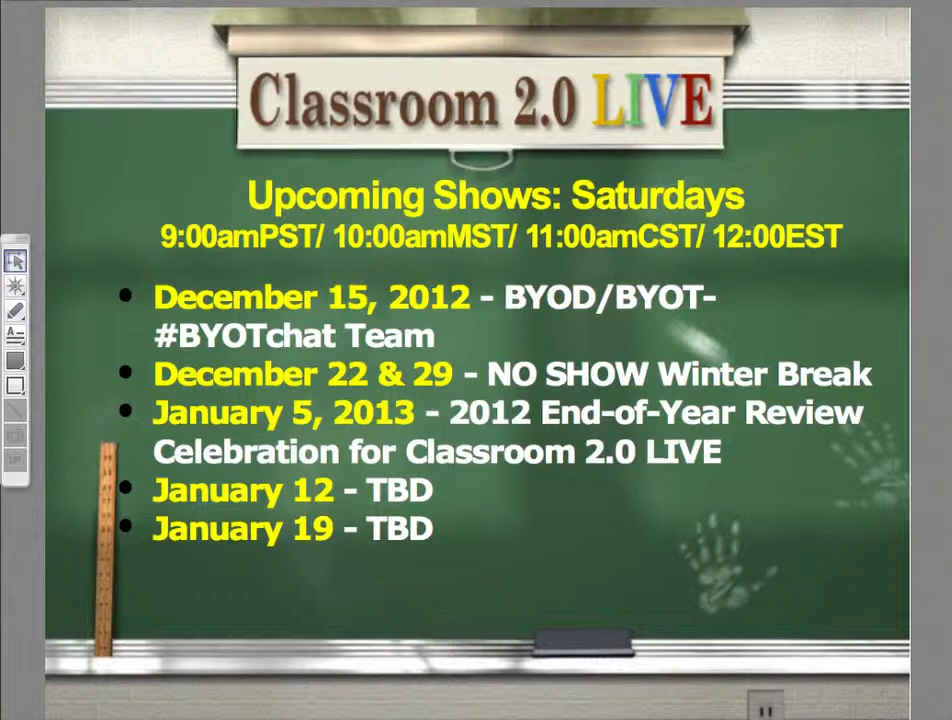 Classroom 2.0 LIVE
Upcoming Shows: Saturdays
9:00amPST/ 10:00amMST/ 11:00amCST/ 12:00EST
• December 15, 2012 - BYOD/BYOT-
#BYOTchat Team
• December 22 & 29 - NO SHOW Winter Break
• January 5, 2013 - 2012 End-of-Year Review
Celebration for Classroom 2.0 LIVE
• January 12 - TBD
• January 19 - TBD